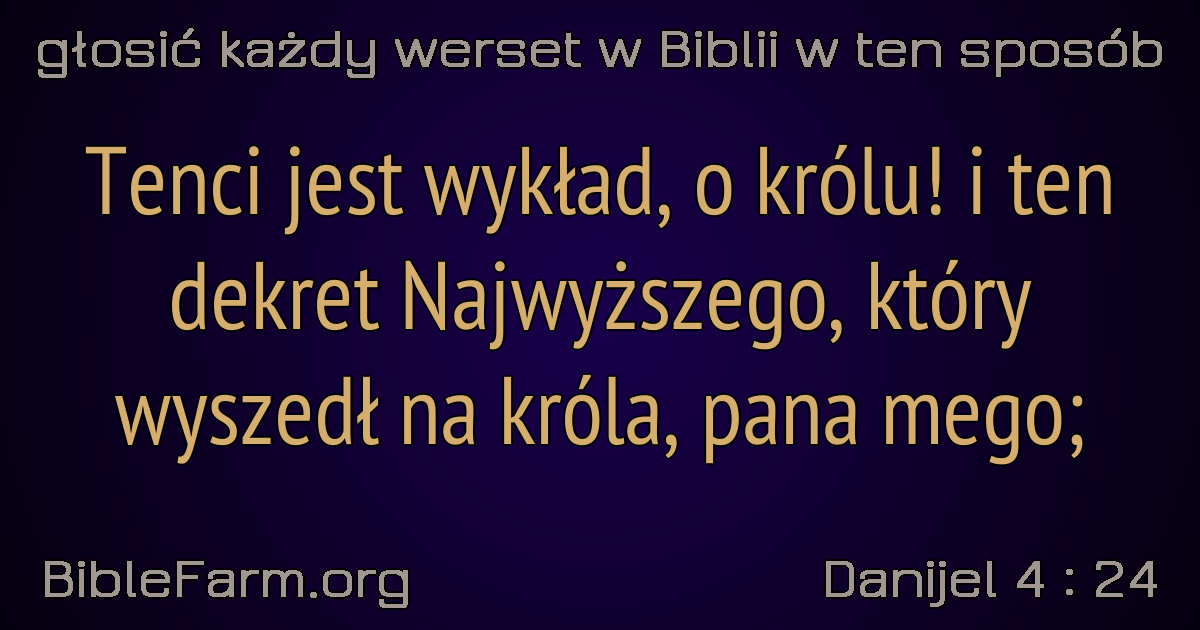 głosić każdy werset w Biblii w ten sposób
Tenci jest wykład, o królu! i ten
dekret Najwyższego, który
wyszedł na króla, pana mego;
BibleFarm.org
Danijel 4 : 24